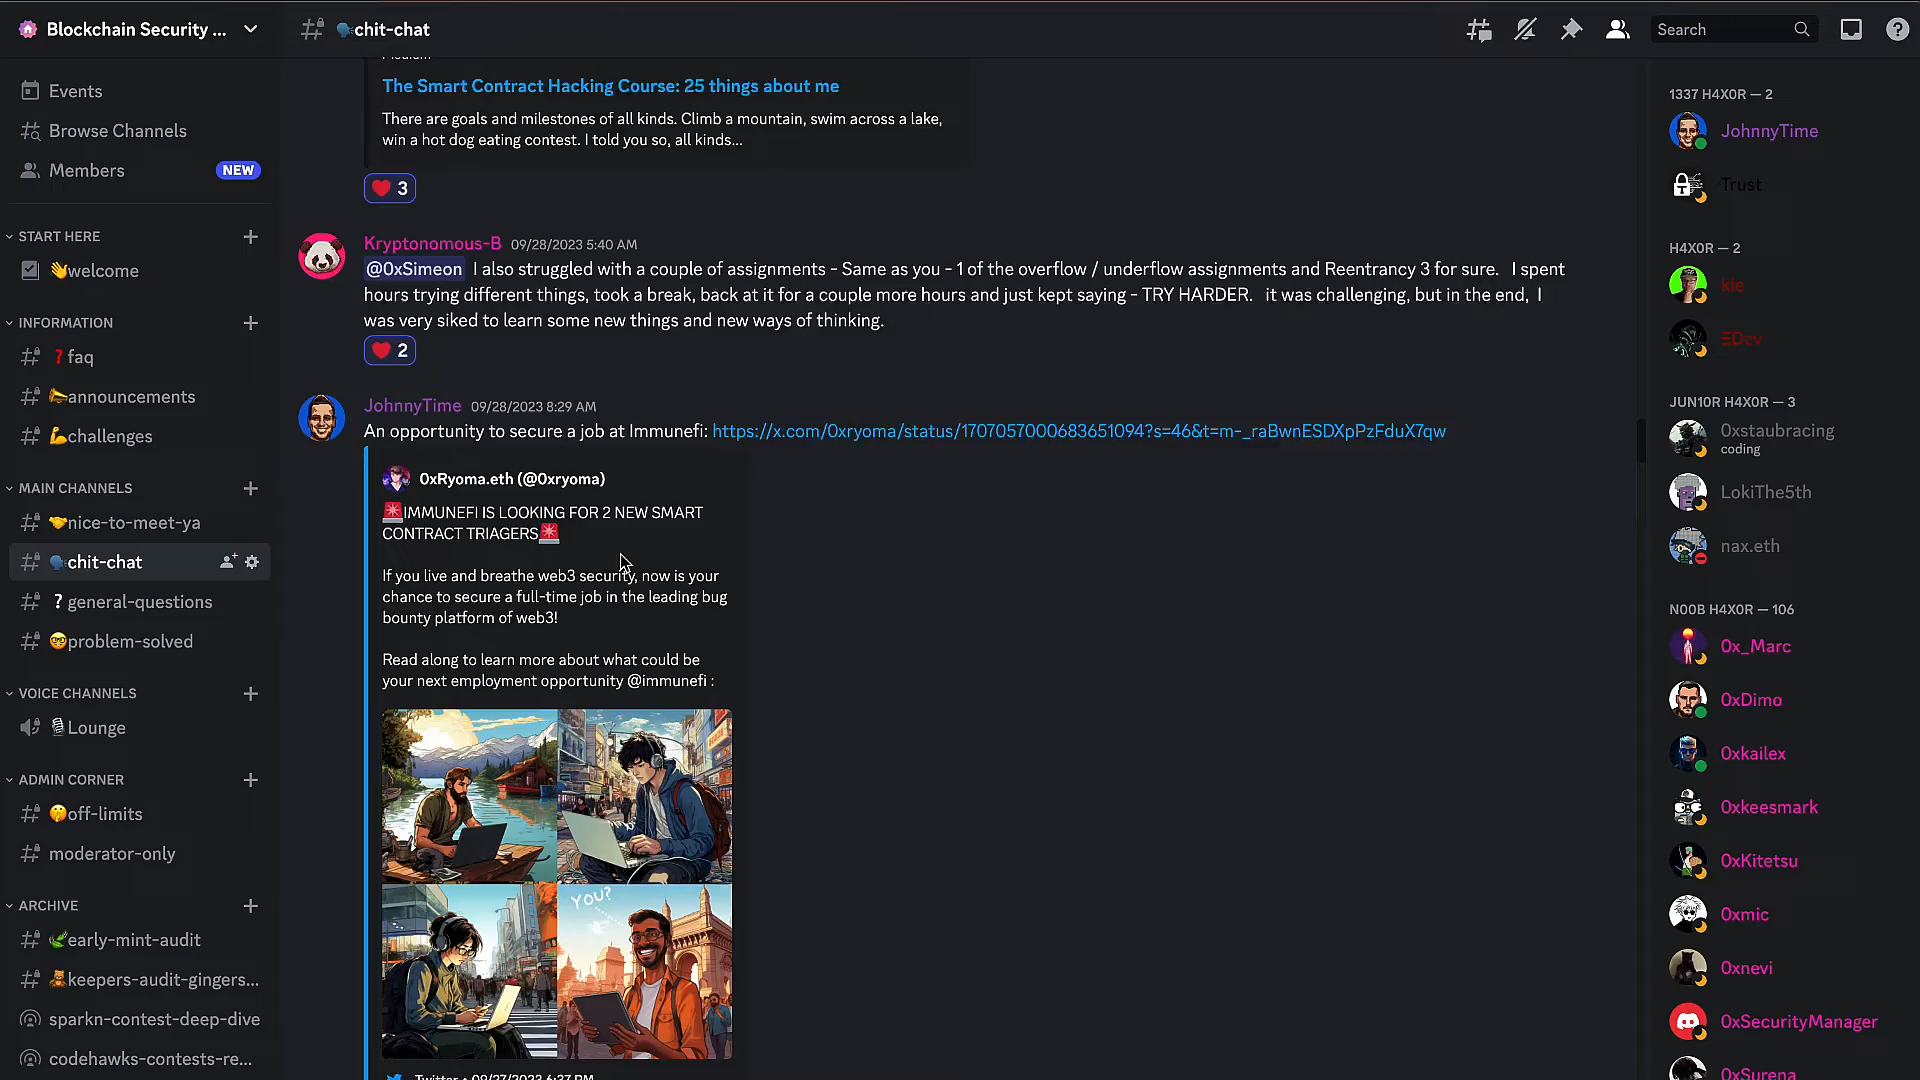 Blockchain Security ...
🗣chit-chat
Search
Events
Browse Channels
Members
NEW
START HERE
👋welcome
INFORMATION
❓faq
📣announcements
💪challenges
MAIN CHANNELS
🤝nice-to-meet-ya
🗣chit-chat
❔general-questions
🤓problem-solved
VOICE CHANNELS
🎙Lounge
ADMIN CORNER
🤫off-limits
moderator-only
ARCHIVE
🌿early-mint-audit
🧸keepers-audit-gingers...
sparkn-contest-deep-dive
codehawks-contests-re...
The Smart Contract Hacking Course: 25 things about me
There are goals and milestones of all kinds. Climb a mountain, swim across a lake,
win a hot dog eating contest. I told you so, all kinds...
❤️ 3
Kryptonomous-B 09/28/2023 5:40 AM
@0xSimeon I also struggled with a couple of assignments - Same as you - 1 of the overflow / underflow assignments and Reentrancy 3 for sure. I spent
hours trying different things, took a break, back at it for a couple more hours and just kept saying - TRY HARDER. it was challenging, but in the end, I
was very siked to learn some new things and new ways of thinking.
❤️ 2
JohnnyTime 09/28/2023 8:29 AM
An opportunity to secure a job at Immunefi: https://x.com/0xryoma/status/1707057000683651094?s=46&t=m-_raBwnESDXpPzFduX7qw
0xRyoma.eth (@0xryoma)
🚨IMMUNEFI IS LOOKING FOR 2 NEW SMART
CONTRACT TRIAGERS🚨
If you live and breathe web3 security, now is your
chance to secure a full-time job in the leading bug
bounty platform of web3!
Read along to learn more about what could be
your next employment opportunity @immunefi :
YOU?
Twitter • 09/27/2023 6:37 PM
1337 H4X0R — 2
JohnnyTime
Trust
H4X0R — 2
kie
ΞDev
JUN10R H4X0R — 3
0xstaubracing
coding
LokiThe5th
nax.eth
N00B H4X0R — 106
0x_Marc
0xDimo
0xkailex
0xkeesmark
0xKitetsu
0xmic
0xnevi
0xSecurityManager
0xSurena